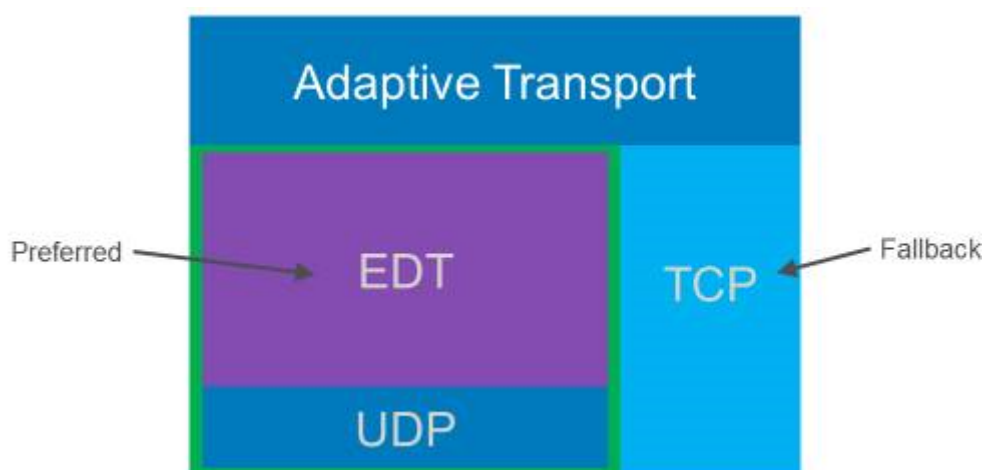 Adaptive Transport
Preferred
EDT
TCP
Fallback
UDP